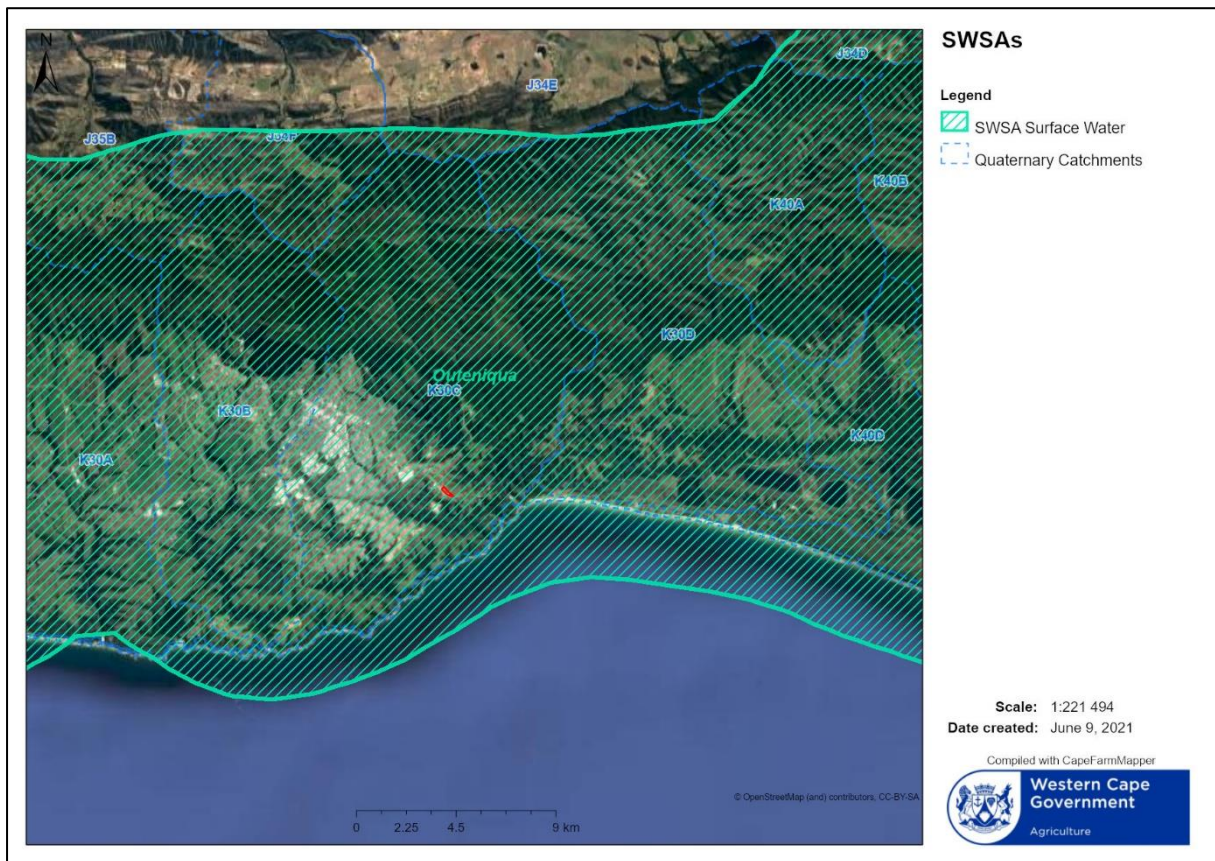 N
J34D
J34E
J35B
J35F
K40B
K40A
K30D
Outeniqua
K30C
K30B
K40D
K30A
0 2.25 4.5 9 km
© OpenStreetMap (and) contributors, CC-BY-SA
SWSAs
Legend
SWSA Surface Water
Quaternary Catchments
Scale: 1:221 494
Date created: June 9, 2021
Compiled with CapeFarmMapper
Western Cape
Government
Agriculture